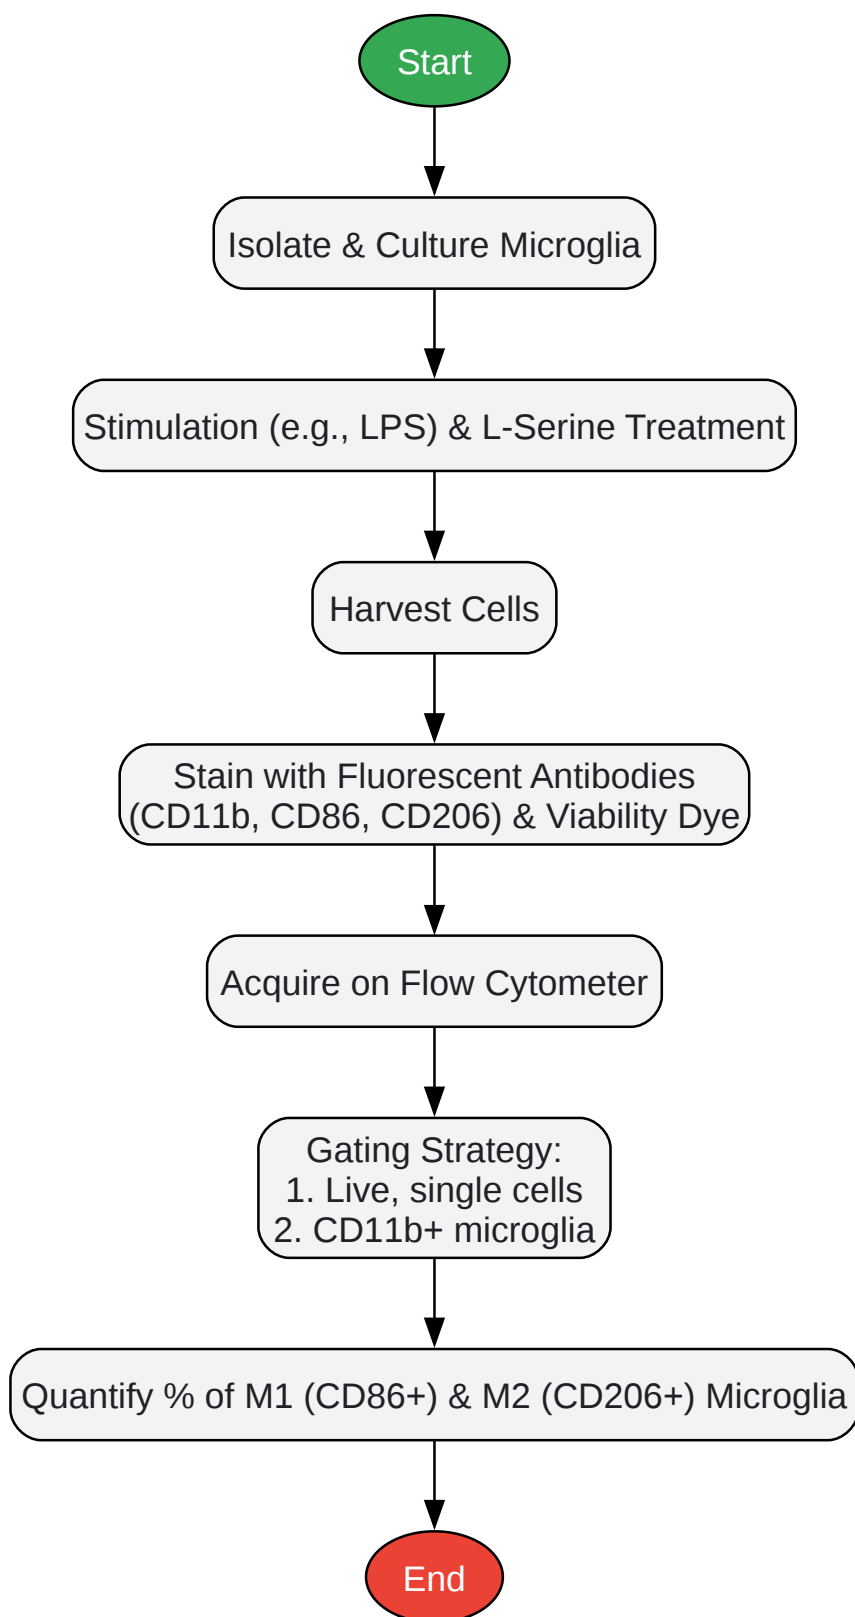 Start
Isolate & Culture Microglia
Stimulation (e.g., LPS) & L-Serine Treatment
Harvest Cells
Stain with Fluorescent Antibodies
(CD11b, CD86, CD206) & Viability Dye
Acquire on Flow Cytometer
Gating Strategy:
1. Live, single cells
2. CD11b+ microglia
Quantify % of M1 (CD86+) & M2 (CD206+) Microglia
End